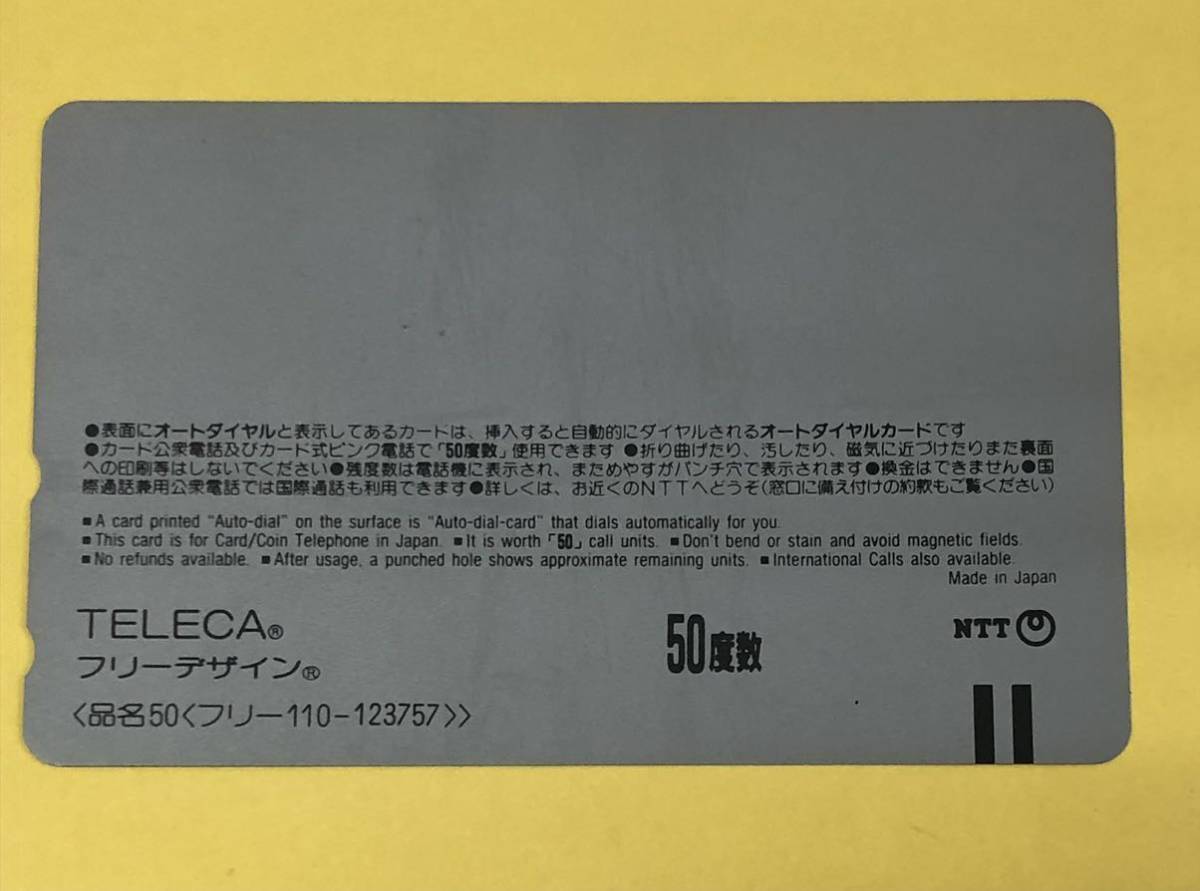 ●表面にオートダイヤルと表示してあるカードは、挿入すると自動的にダイヤルされるオートダイヤルカードです
●カード公衆電話及びカード式ピンク電話で「50度数」使用できます ●折り曲げたり、汚したり、磁気に近づけたりまた裏面
への印刷等はしないでください●残度数は電話機に表示され、まためやすがパンチ穴で表示されます●換金はできません●国
際通話兼用公衆電話では国際通話も利用できます●詳しくは、お近くのNTTへどうぞ(窓口に備え付けの約款もご覧ください)
■A card printed "Auto-dial" on the surface is "Auto-dial-card" that dials automatically for you.
■This card is for Card/Coin Telephone in Japan. ■It is worth「50」call units. ■Don't bend or stain and avoid magnetic fields.
■No refunds available. ■After usage, a punched hole shows approximate remaining units. ■International Calls also available.
Made in Japan
TELECA®
フリーデザイン®
<品名50<フリー110-123757>>
50度数
NTT